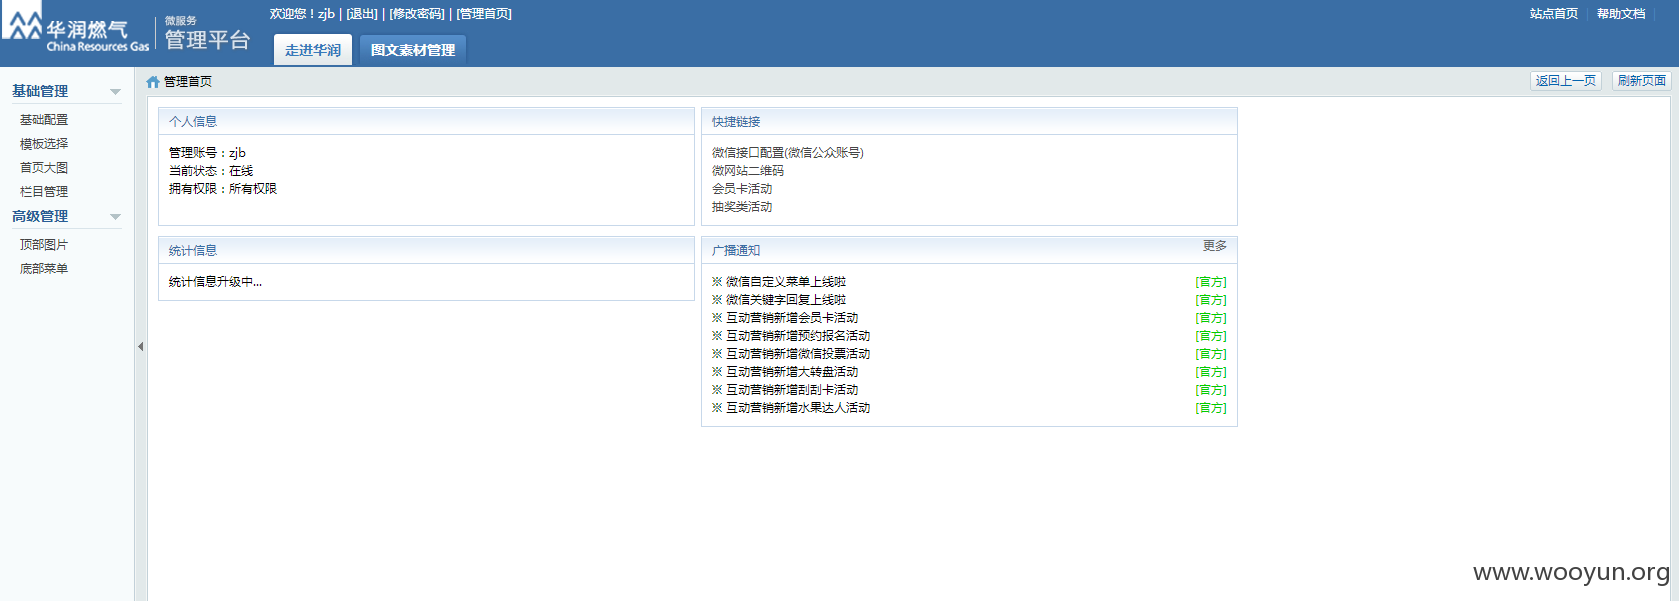 华润燃气
China Resources Gas
微服务
管理平台
欢迎您！zjb | [退出] | [修改密码] | [管理首页]
站点首页
帮助文档
走进华润
图文素材管理
管理首页
返回上一页
刷新页面
基础管理
基础配置
模板选择
首页大图
栏目管理
高级管理
顶部图片
底部菜单
个人信息
管理账号：zjb
当前状态：在线
拥有权限：所有权限
快捷链接
微信接口配置(微信公众账号)
微网站二维码
会员卡活动
抽奖类活动
统计信息
统计信息升级中...
广播通知
更多
※ 微信自定义菜单上线啦 [官方]
※ 微信关键字回复上线啦 [官方]
※ 互动营销新增会员卡活动 [官方]
※ 互动营销新增预约报名活动 [官方]
※ 互动营销新增微信投票活动 [官方]
※ 互动营销新增大转盘活动 [官方]
※ 互动营销新增刮刮卡活动 [官方]
※ 互动营销新增水果达人活动 [官方]
www.wooyun.org